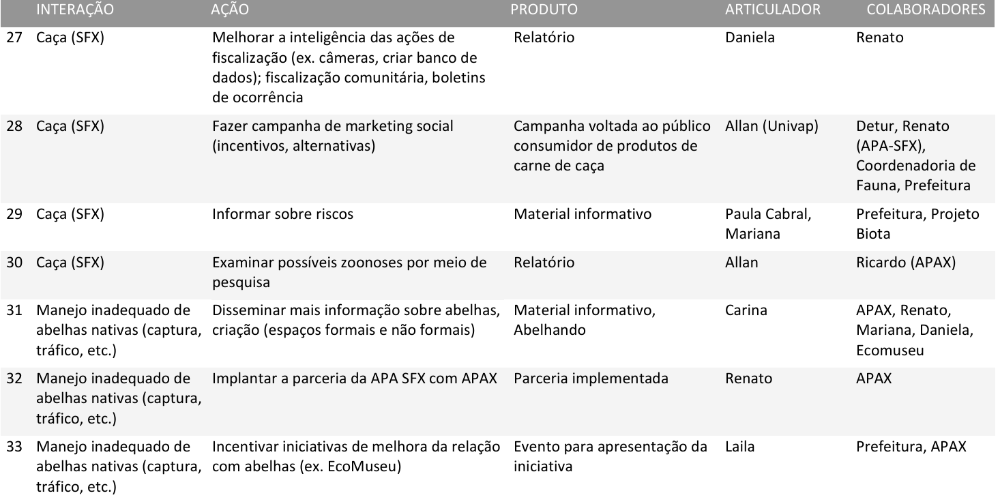 INTERAÇÃO AÇÃO PRODUTO ARTICULADOR COLABORADORES
27 Caça (SFX) Melhorar a inteligência das ações de Relatório Daniela Renato
fiscalização (ex. câmeras, criar banco de
dados); fiscalização comunitária, boletins
de ocorrência
28 Caça (SFX) Fazer campanha de marketing social Campanha voltada ao público Allan (Univap) Detur, Renato
(incentivos, alternativas) consumidor de produtos de (APA-SFX),
carne de caça Coordenadoria de
Fauna, Prefeitura
29 Caça (SFX) Informar sobre riscos Material informativo Paula Cabral, Prefeitura, Projeto
Mariana Biota
30 Caça (SFX) Examinar possíveis zoonoses por meio de Relatório Allan Ricardo (APAX)
pesquisa
31 Manejo inadequado de Disseminar mais informação sobre abelhas, Material informativo, Carina APAX, Renato,
abelhas nativas (captura, criação (espaços formais e não formais) Abelhando Mariana, Daniela,
tráfico, etc.) Ecomuseu
32 Manejo inadequado de Implantar a parceria da APA SFX com APAX Parceria implementada Renato APAX
abelhas nativas (captura,
tráfico, etc.)
33 Manejo inadequado de Incentivar iniciativas de melhora da relação Evento para apresentação da Laila Prefeitura, APAX
abelhas nativas (captura, com abelhas (ex. EcoMuseu) iniciativa
tráfico, etc.)